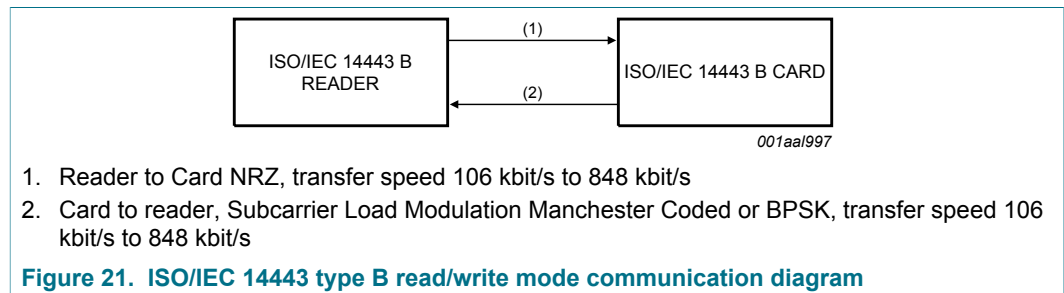 (1)
ISO/IEC 14443 B
READER
ISO/IEC 14443 B CARD
(2)
001aal997
1. Reader to Card NRZ, transfer speed 106 kbit/s to 848 kbit/s
2. Card to reader, Subcarrier Load Modulation Manchester Coded or BPSK, transfer speed 106
kbit/s to 848 kbit/s
Figure 21. ISO/IEC 14443 type B read/write mode communication diagram